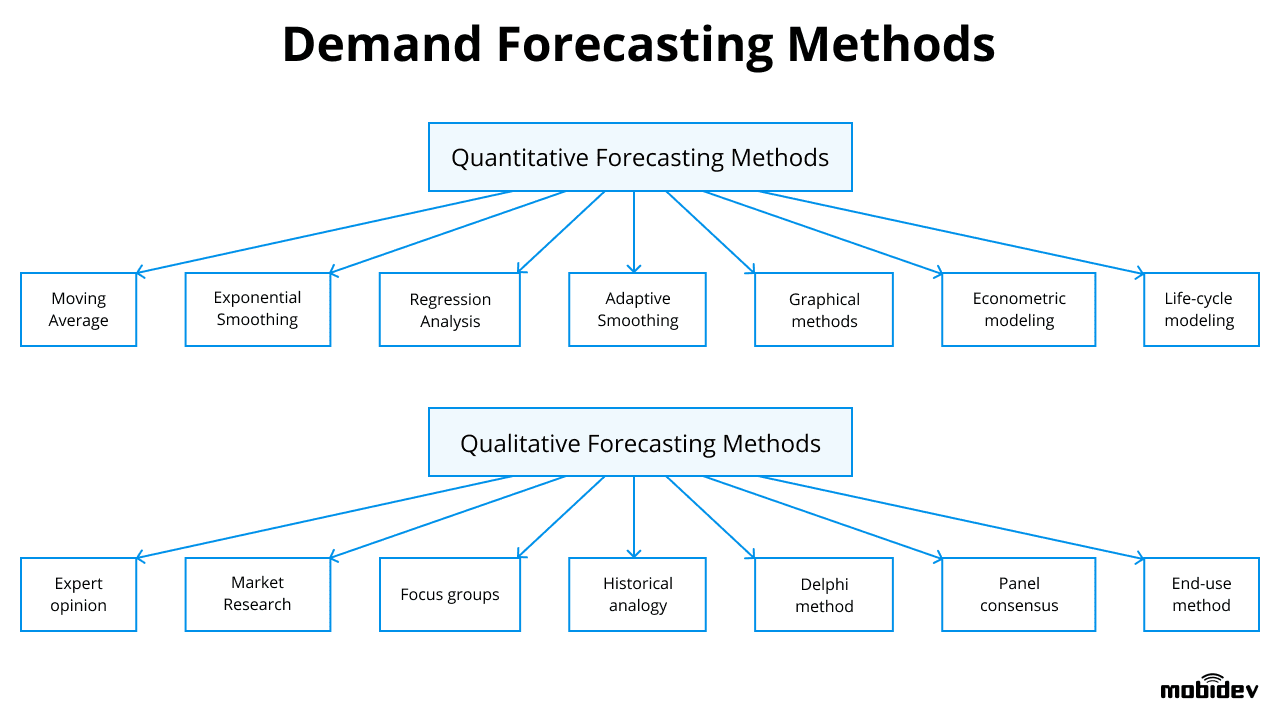 Demand Forecasting Methods
Quantitative Forecasting Methods
Moving
Average
Exponential
Smoothing
Regression
Analysis
Adaptive
Smoothing
Graphical
methods
Econometric
modeling
Life-cycle
modeling
Qualitative Forecasting Methods
Expert
opinion
Market
Research
Focus groups
Historical
analogy
Delphi
method
Panel
consensus
End-use
method
mobidev